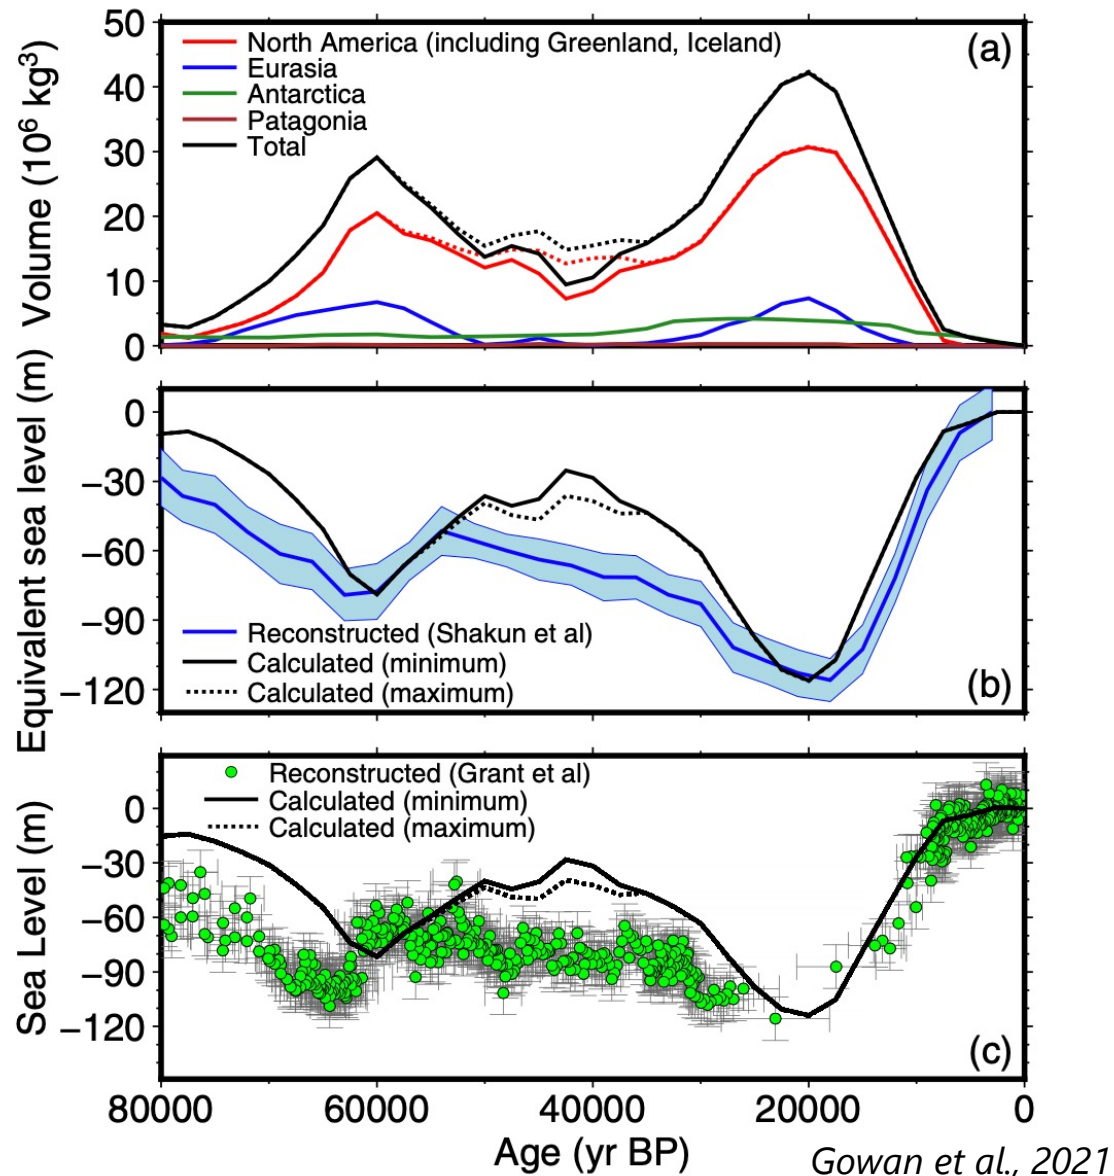 Volume (10⁶ kg³)
50
40
30
20
10
0
(a)
North America (including Greenland, Iceland)
Eurasia
Antarctica
Patagonia
Total
Equivalent sea level (m)
0
−30
−60
−90
−120
Reconstructed (Shakun et al)
Calculated (minimum)
Calculated (maximum)
(b)
Sea Level (m)
0
−30
−60
−90
−120
Reconstructed (Grant et al)
Calculated (minimum)
Calculated (maximum)
(c)
80000 60000 40000 20000 0
Age (yr BP)
Gowan et al., 2021